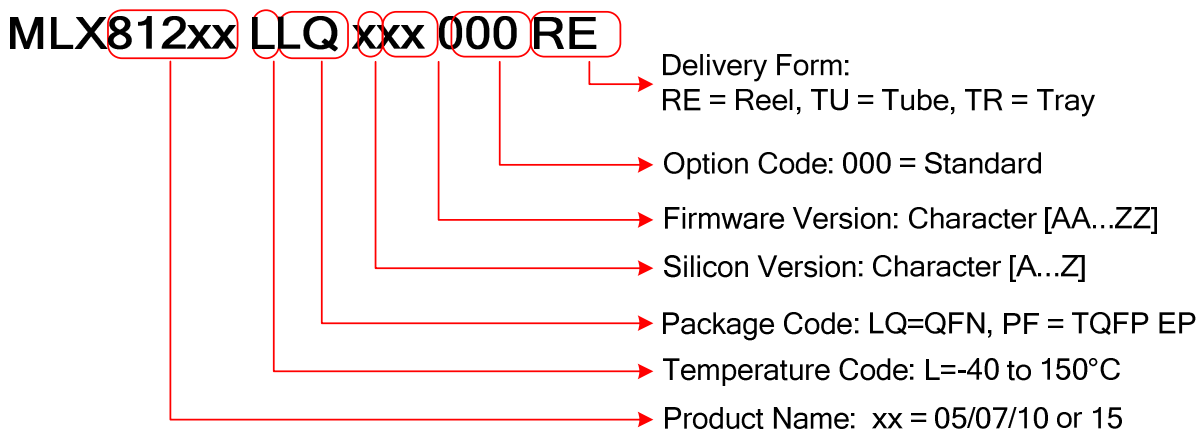 MLX812xx LLQ xxx 000 RE
Delivery Form:
RE = Reel, TU = Tube, TR = Tray
Option Code: 000 = Standard
Firmware Version: Character [AA...ZZ]
Silicon Version: Character [A...Z]
Package Code: LQ=QFN, PF = TQFP EP
Temperature Code: L=-40 to 150°C
Product Name:  xx = 05/07/10 or 15